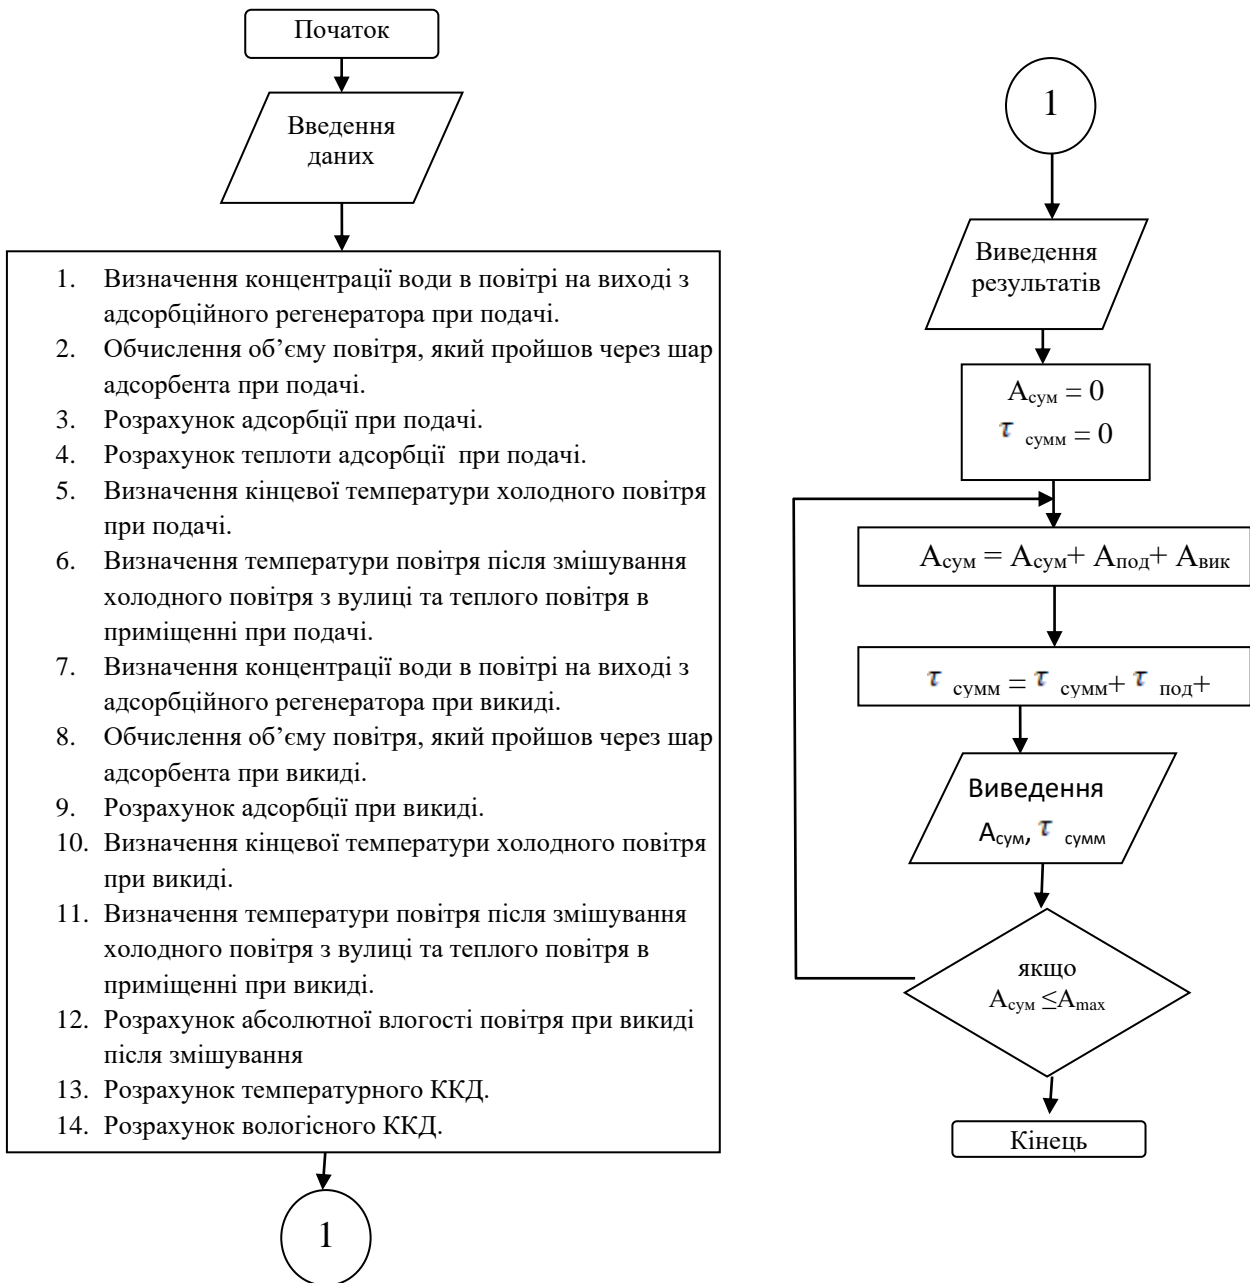 Початок
Введення
даних
1. Визначення концентрації води в повітрі на виході з
адсорбційного регенератора при подачі.
2. Обчислення об’єму повітря, який пройшов через шар
адсорбента при подачі.
3. Розрахунок адсорбції при подачі.
4. Розрахунок теплоти адсорбції при подачі.
5. Визначення кінцевої температури холодного повітря
при подачі.
6. Визначення температури повітря після змішування
холодного повітря з вулиці та теплого повітря в
приміщенні при подачі.
7. Визначення концентрації води в повітрі на виході з
адсорбційного регенератора при викиді.
8. Обчислення об’єму повітря, який пройшов через шар
адсорбента при викиді.
9. Розрахунок адсорбції при викиді.
10. Визначення кінцевої температури холодного повітря
при викиді.
11. Визначення температури повітря після змішування
холодного повітря з вулиці та теплого повітря в
приміщенні при викиді.
12. Розрахунок абсолютної влогості повітря при викиді
після змішування
13. Розрахунок температурного ККД.
14. Розрахунок вологісного ККД.
1
1
Виведення
результатів
Aсум = 0
τ сумм = 0
Aсум = Aсум+ Aпод+ Aвик
τ сумм = τ сумм+ τ под+
Виведення
Aсум, τ сумм
якщо
Aсум ≤Amax
Кінець